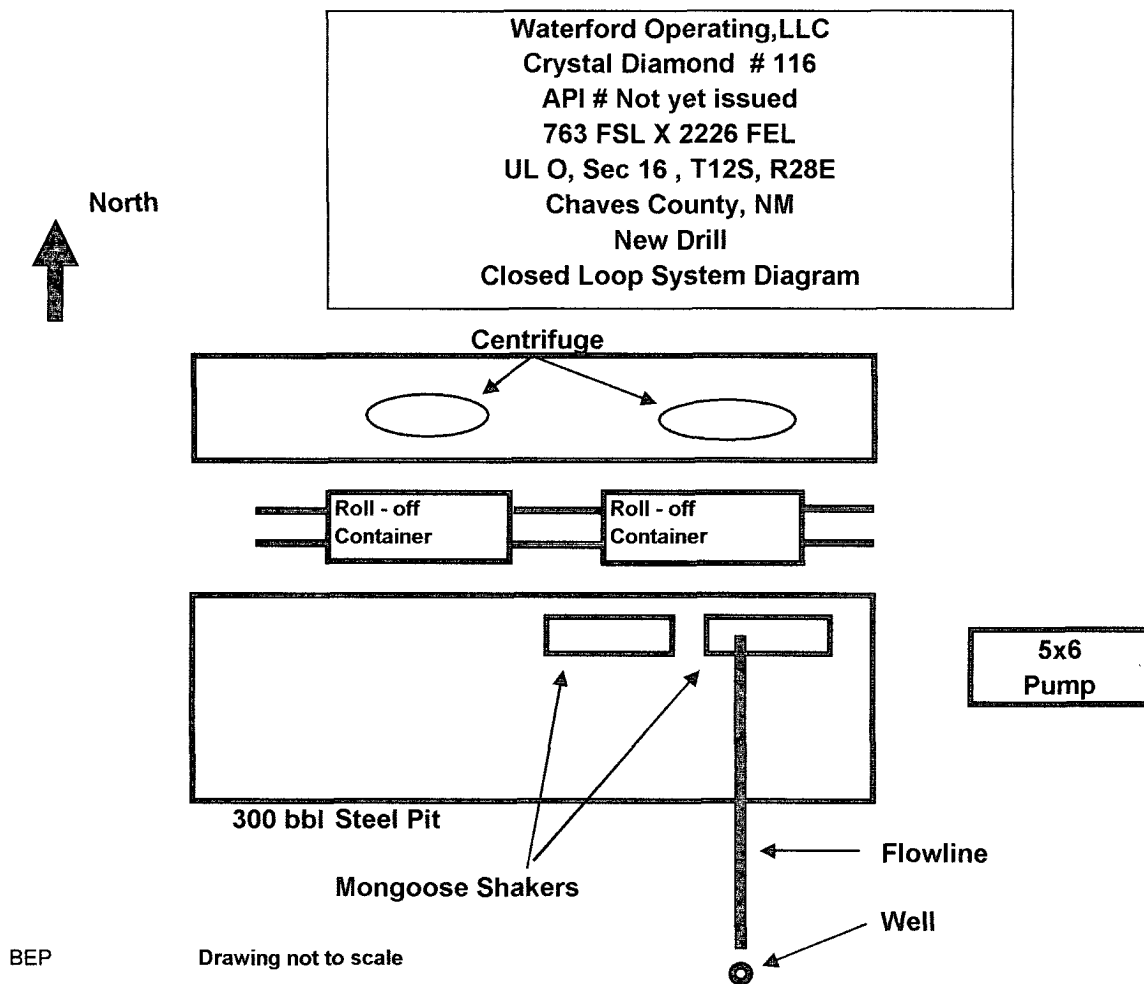 Waterford Operating,LLC
Crystal Diamond # 116
API # Not yet issued
763 FSL X 2226 FEL
UL O, Sec 16 , T12S, R28E
Chaves County, NM
New Drill
Closed Loop System Diagram
North
Centrifuge
Roll - off
Container
Roll - off
Container
5x6
Pump
300 bbl Steel Pit
Flowline
Mongoose Shakers
Well
BEP
Drawing not to scale